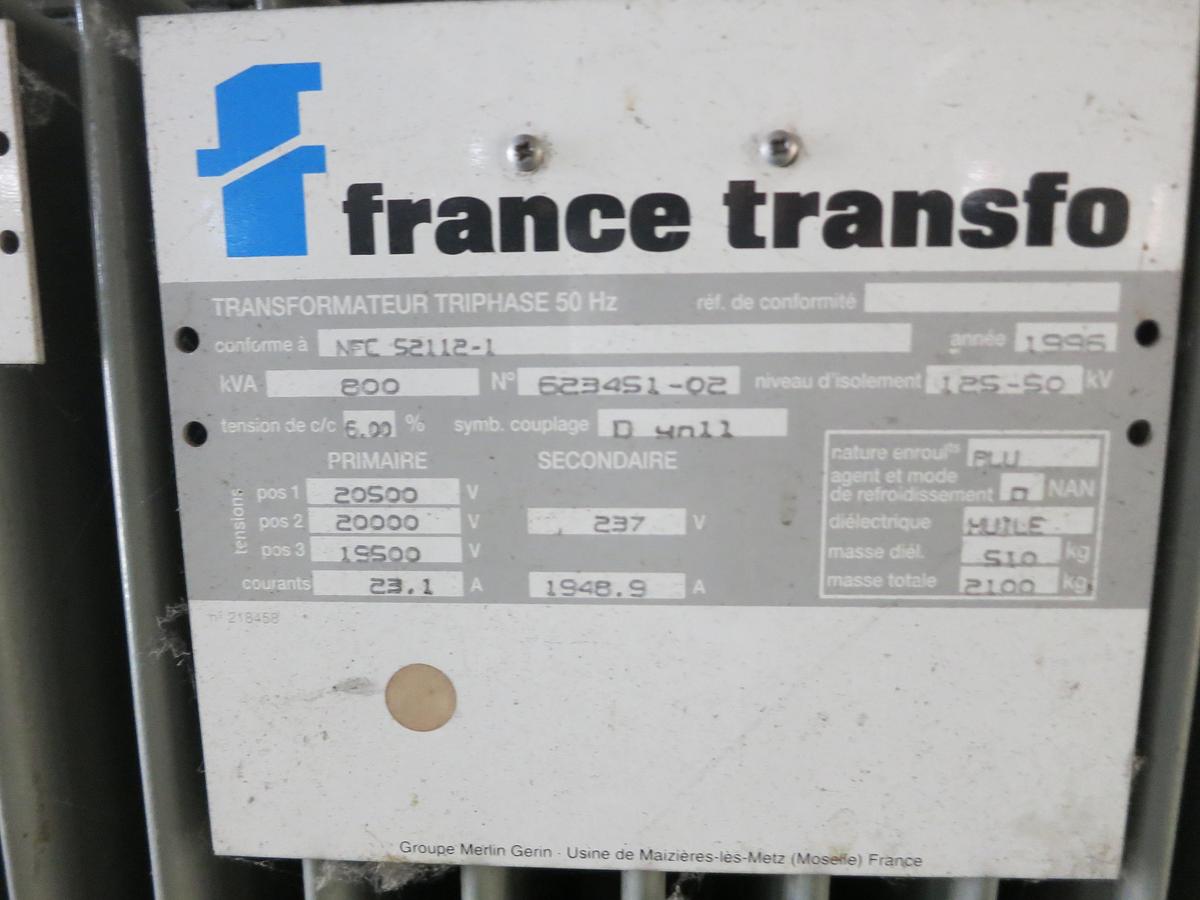 france transfo
TRANSFORMATEUR TRIPHASE 50 Hz réf. de conformité
conforme à NFC 52112-1 année 1996
kVA 800 N° 623451-02 niveau d'isolement 125-50 kV
tension de c/c 6.00 % symb. couplage D yn11
PRIMAIRE SECONDAIRE
tensions
pos 1 20500 V
pos 2 20000 V 237 V
pos 3 19500 V
courants 23.1 A 1948.9 A
nature enroults ALU
agent et mode
de refroidissement O NAN
diélectrique HUILE
masse diél. 510 kg
masse totale 2100 kg
n° 218458
Groupe Merlin Gerin - Usine de Maizières-lès-Metz (Moselle) France